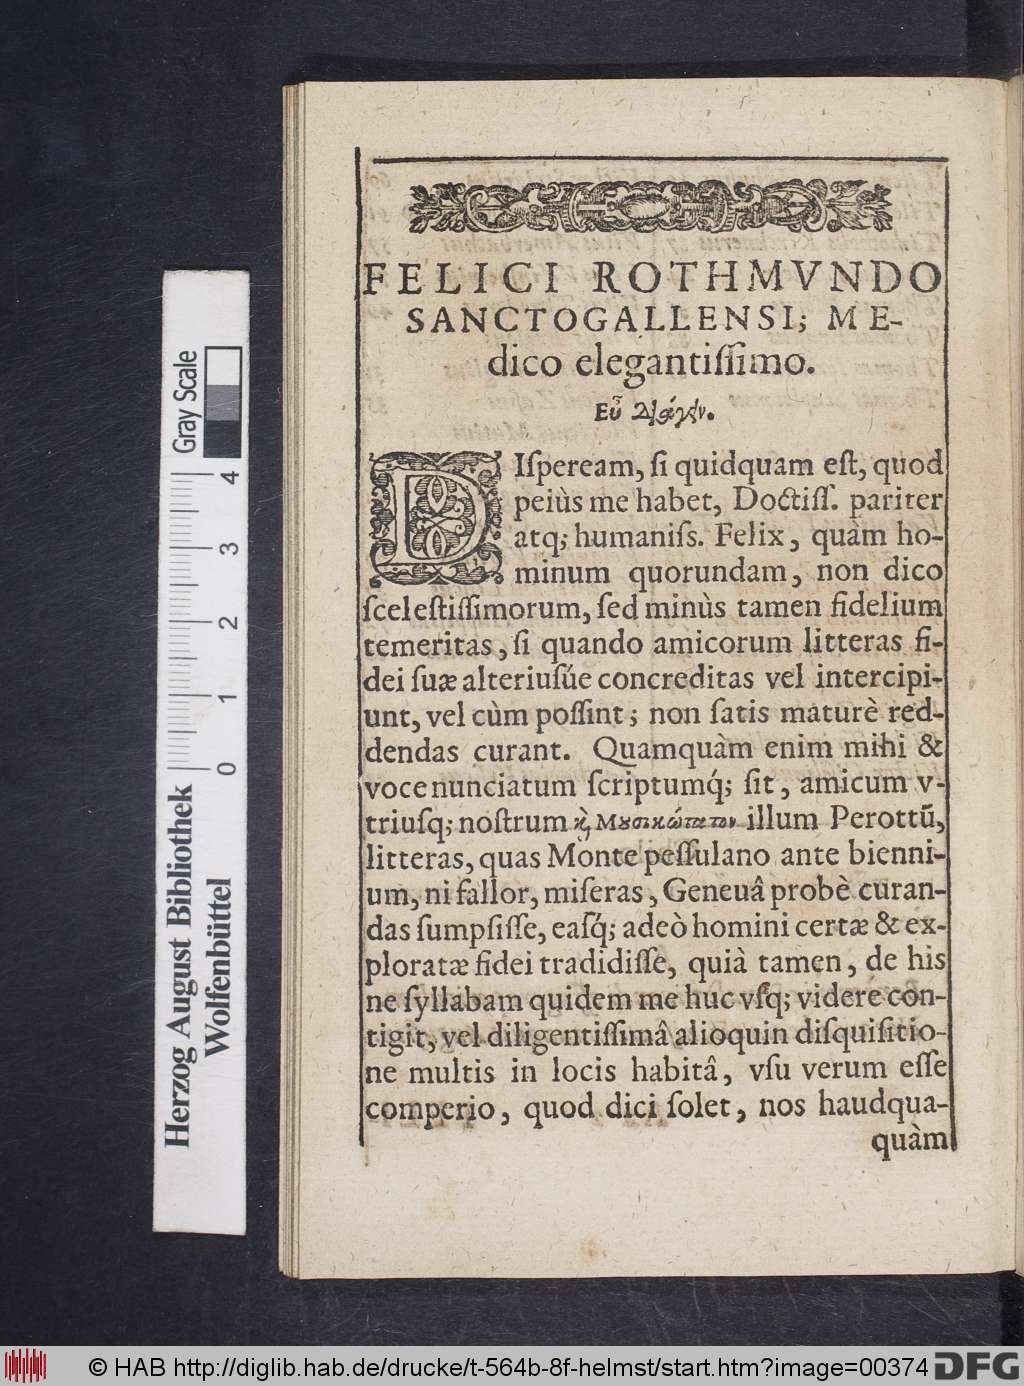 FELICI ROTHMVNDO
SANCTOGALLENSI; ME-
dico elegantiſſimo.
Εὖ Διάγειν.
DIſpeream, ſi quidquam eſt, quod
peiùs me habet, Doctiſſ. pariter
atq; humaniſs. Felix, quàm ho-
minum quorundam, non dico
ſceleſtiſſimorum, ſed minùs tamen fidelium
temeritas, ſi quando amicorum litteras fi-
dei ſuæ alteriuſúe concreditas vel intercipi-
unt, vel cùm poſſint; non ſatis maturè red-
dendas curant. Quamquàm enim mihi &
voce nunciatum ſcriptumq́; ſit, amicum v-
triuſq; noſtrum ϗ Μουσικώτατον illum Perottũ,
litteras, quas Monte peſſulano ante bienni-
um, ni fallor, miſeras, Geneuâ probè curan-
das ſumpſiſſe, eaſq́; adeò homini certæ & ex-
ploratæ fidei tradidiſſe, quià tamen, de his
ne ſyllabam quidem me huc vſq; videre con-
tigit, vel diligentiſſimâ alioquin diſquiſitio-
ne multis in locis habitâ, vſu verum eſſe
comperio, quod dici ſolet, nos haudqua-
quàm
Gray Scale
4
3
2
1
0
Herzog August Bibliothek
Wolfenbüttel
© HAB http://diglib.hab.de/drucke/t-564b-8f-helmst/start.htm?image=00374
DFG